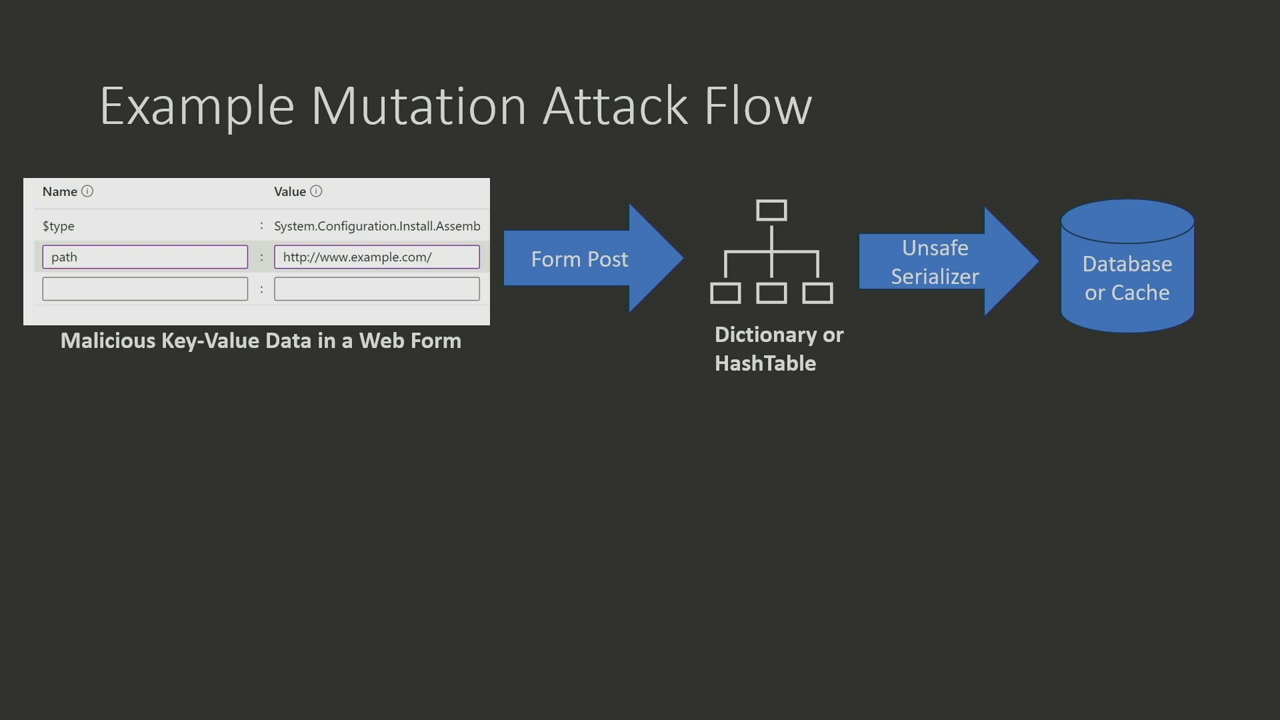 Example Mutation Attack Flow
Name Value
$type : System.Configuration.Install.Assemb
path : http://www.example.com/
:
Malicious Key-Value Data in a Web Form
Form Post
Dictionary or
HashTable
Unsafe
Serializer
Database
or Cache